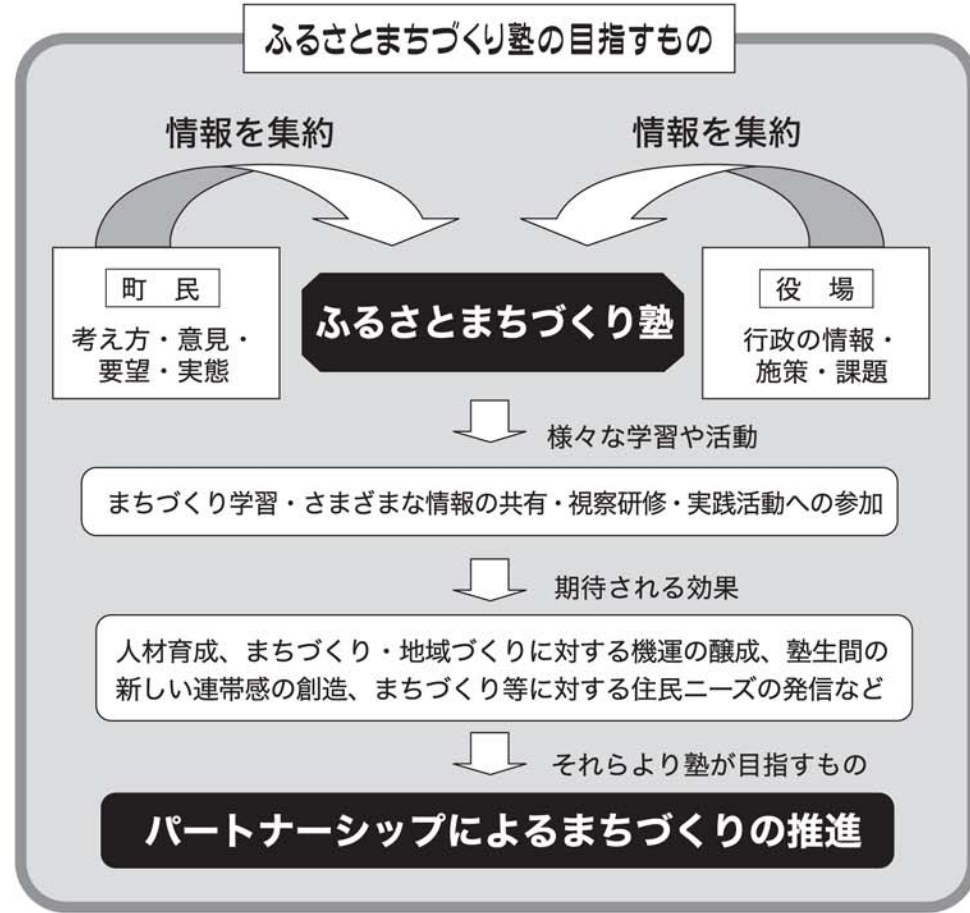 ふるさとまちづくり塾の目指すもの
情報を集約
情報を集約
町 民
考え方・意見・
要望・実態
ふるさとまちづくり塾
役 場
行政の情報・
施策・課題
様々な学習や活動
まちづくり学習・さまざまな情報の共有・視察研修・実践活動への参加
期待される効果
人材育成、まちづくり・地域づくりに対する機運の醸成、塾生間の
新しい連帯感の創造、まちづくり等に対する住民ニーズの発信など
それらより塾が目指すもの
パートナーシップによるまちづくりの推進